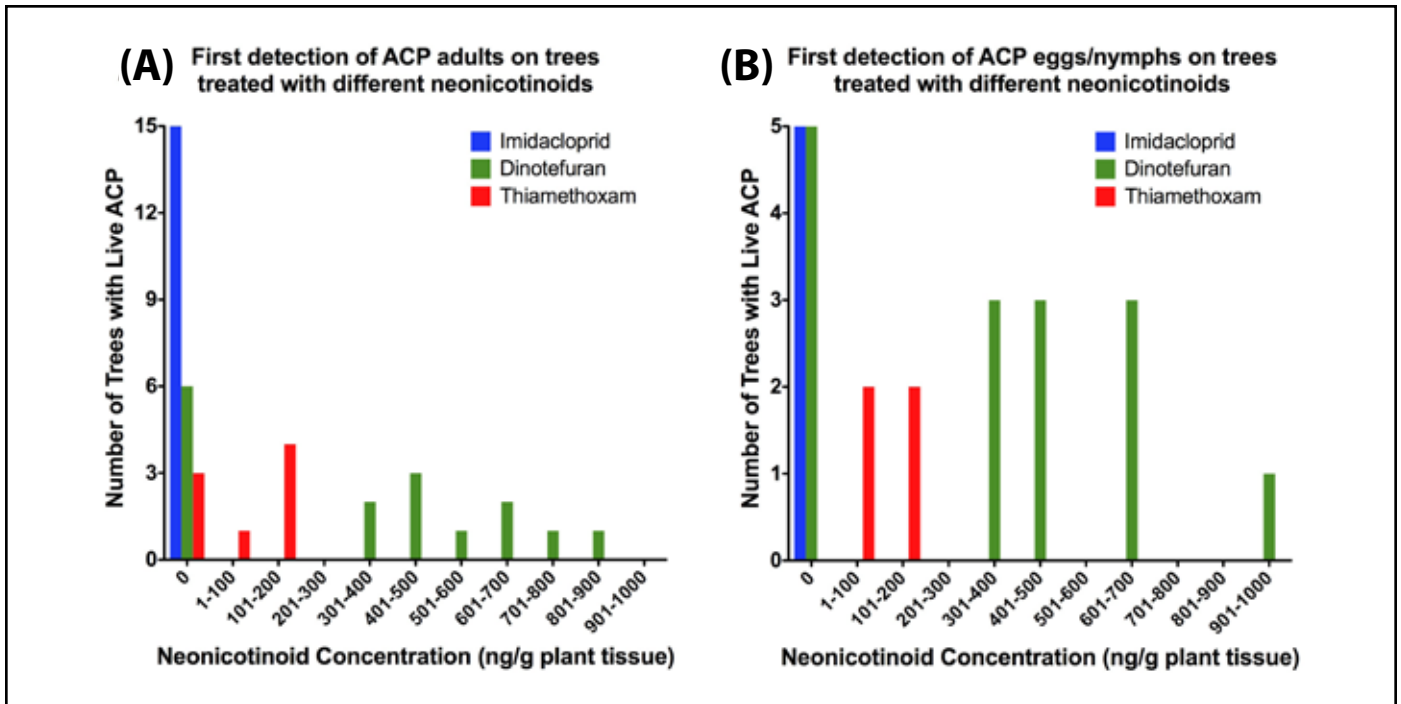 (A) First detection of ACP adults on trees
treated with different neonicotinoids
15
12
9
6
3
0
Number of Trees with Live ACP
Imidacloprid
Dinotefuran
Thiamethoxam
0
1-100
101-200
201-300
301-400
401-500
501-600
601-700
701-800
801-900
901-1000
Neonicotinoid Concentration (ng/g plant tissue)
(B) First detection of ACP eggs/nymphs on trees
treated with different neonicotinoids
5
4
3
2
1
0
Number of Trees with Live ACP
Imidacloprid
Dinotefuran
Thiamethoxam
0
1-100
101-200
201-300
301-400
401-500
501-600
601-700
701-800
801-900
901-1000
Neonicotinoid Concentration (ng/g plant tissue)